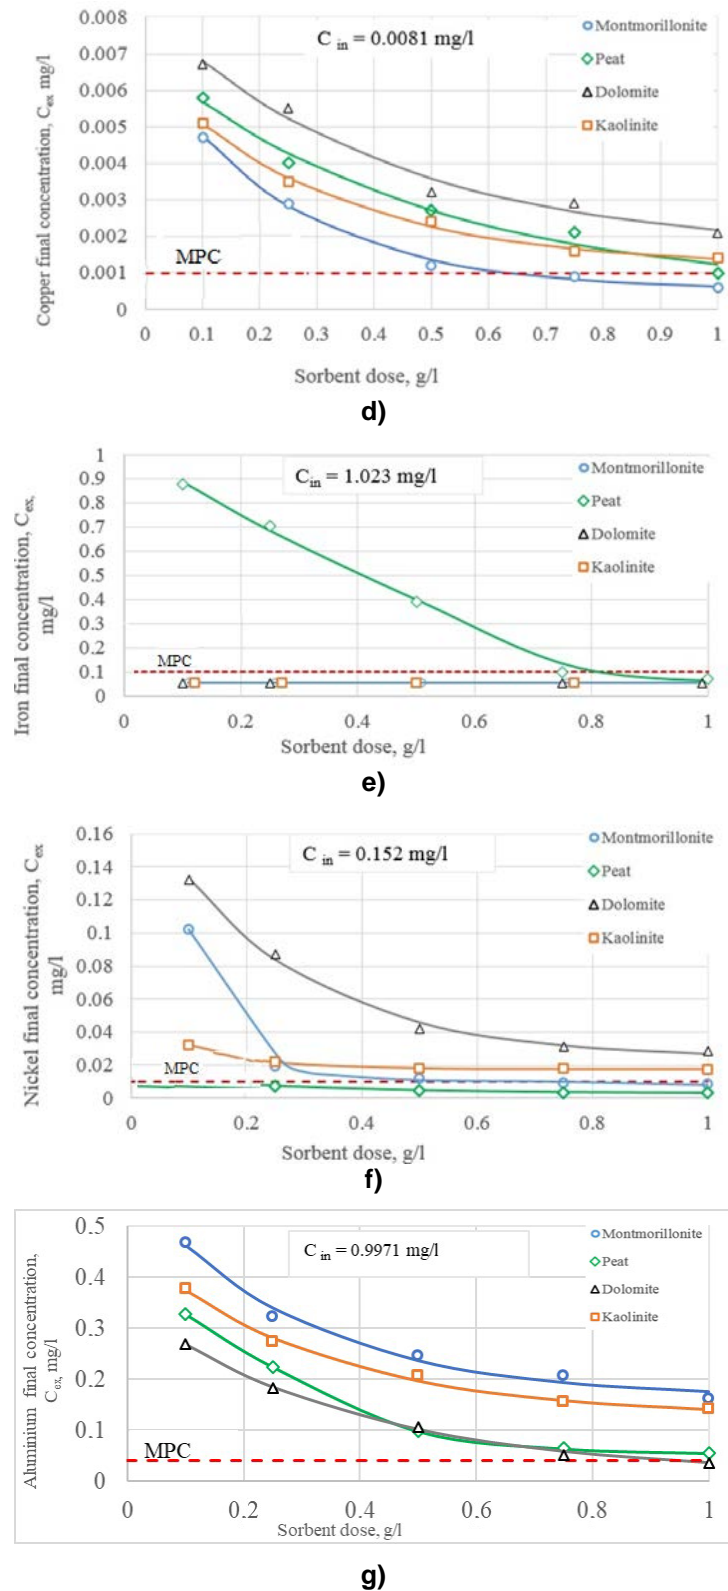 0.008
0.007
0.006
0.005
0.004
0.003
0.002
0.001
0
Copper final concentration, Cex mg/l
C in = 0.0081 mg/l
Montmorillonite
Peat
Dolomite
Kaolinite
MPC
0 0.1 0.2 0.3 0.4 0.5 0.6 0.7 0.8 0.9 1
Sorbent dose, g/l
d)
1
0.9
0.8
0.7
0.6
0.5
0.4
0.3
0.2
0.1
0
Iron final concentration, Cex,
mg/l
Cin = 1.023 mg/l
Montmorillonite
Peat
Dolomite
Kaolinite
MPC
0 0.2 0.4 0.6 0.8 1
Sorbent dose, g/l
e)
0.16
0.14
0.12
0.1
0.08
0.06
0.04
0.02
0
Nickel final concentration, Cex
mg/l
C in = 0.152 mg/l
Montmorillonite
Peat
Dolomite
Kaolinite
MPC
0 0.2 0.4 0.6 0.8 1
Sorbent dose, g/l
f)
0.5
0.4
0.3
0.2
0.1
0
Aluminium final concentration,
Cex, mg/l
C in = 0.9971 mg/l
Montmorillonite
Peat
Dolomite
Kaolinite
MPC
0 0.2 0.4 0.6 0.8 1
Sorbent dose, g/l
g)